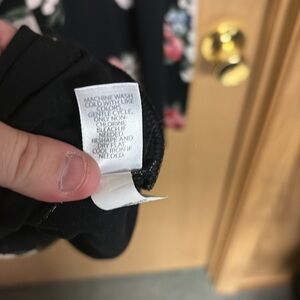 MACHINE WASH
COLD WITH LIKE
COLORS,
GENTLE CYCLE,
ONLY NON-
CHLORINE
BLEACH IF
NEEDED,
RESHAPE AND
DRY FLAT,
COOL IRON IF
NEEDED.